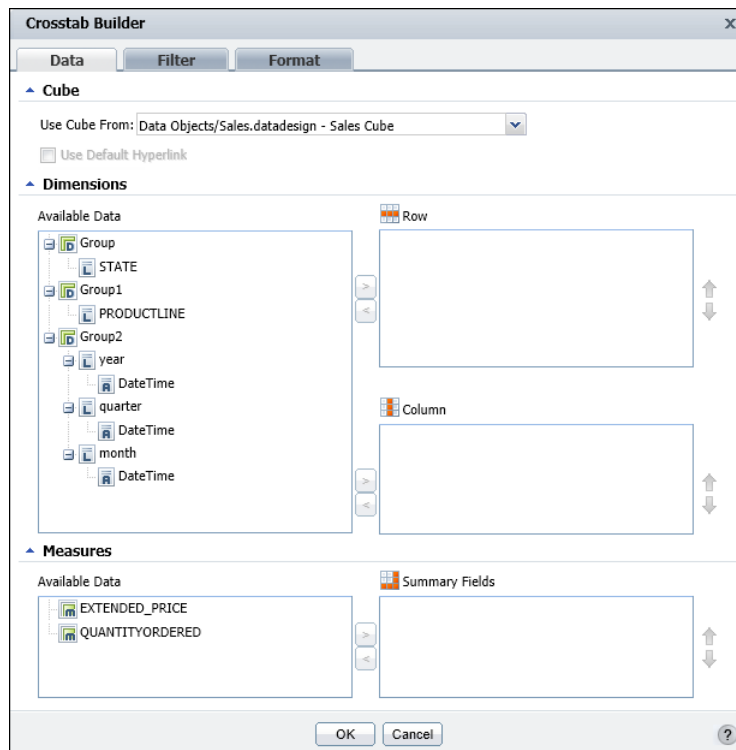 Crosstab Builder x
Data Filter Format
Cube
Use Cube From: Data Objects/Sales.datadesign - Sales Cube
Use Default Hyperlink
Dimensions
Available Data
Group
STATE
Group1
PRODUCTLINE
Group2
year
DateTime
quarter
DateTime
month
DateTime
>
<
Row
>
<
Column
Measures
Available Data
EXTENDED_PRICE
QUANTITYORDERED
>
<
Summary Fields
OK Cancel ?